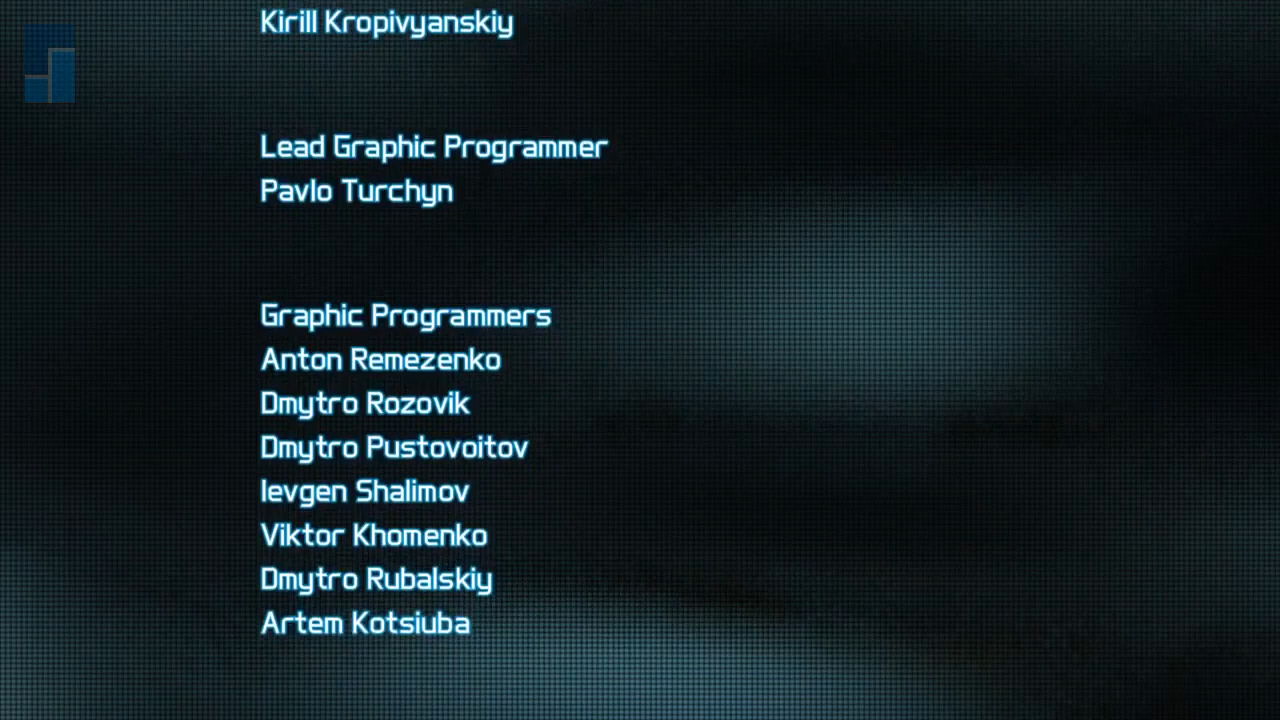 Kirill Kropivyanskiy
Lead Graphic Programmer
Pavlo Turchyn
Graphic Programmers
Anton Remezenko
Dmytro Rozovik
Dmytro Pustovoitov
Ievgen Shalimov
Viktor Khomenko
Dmytro Rubalskiy
Artem Kotsiuba